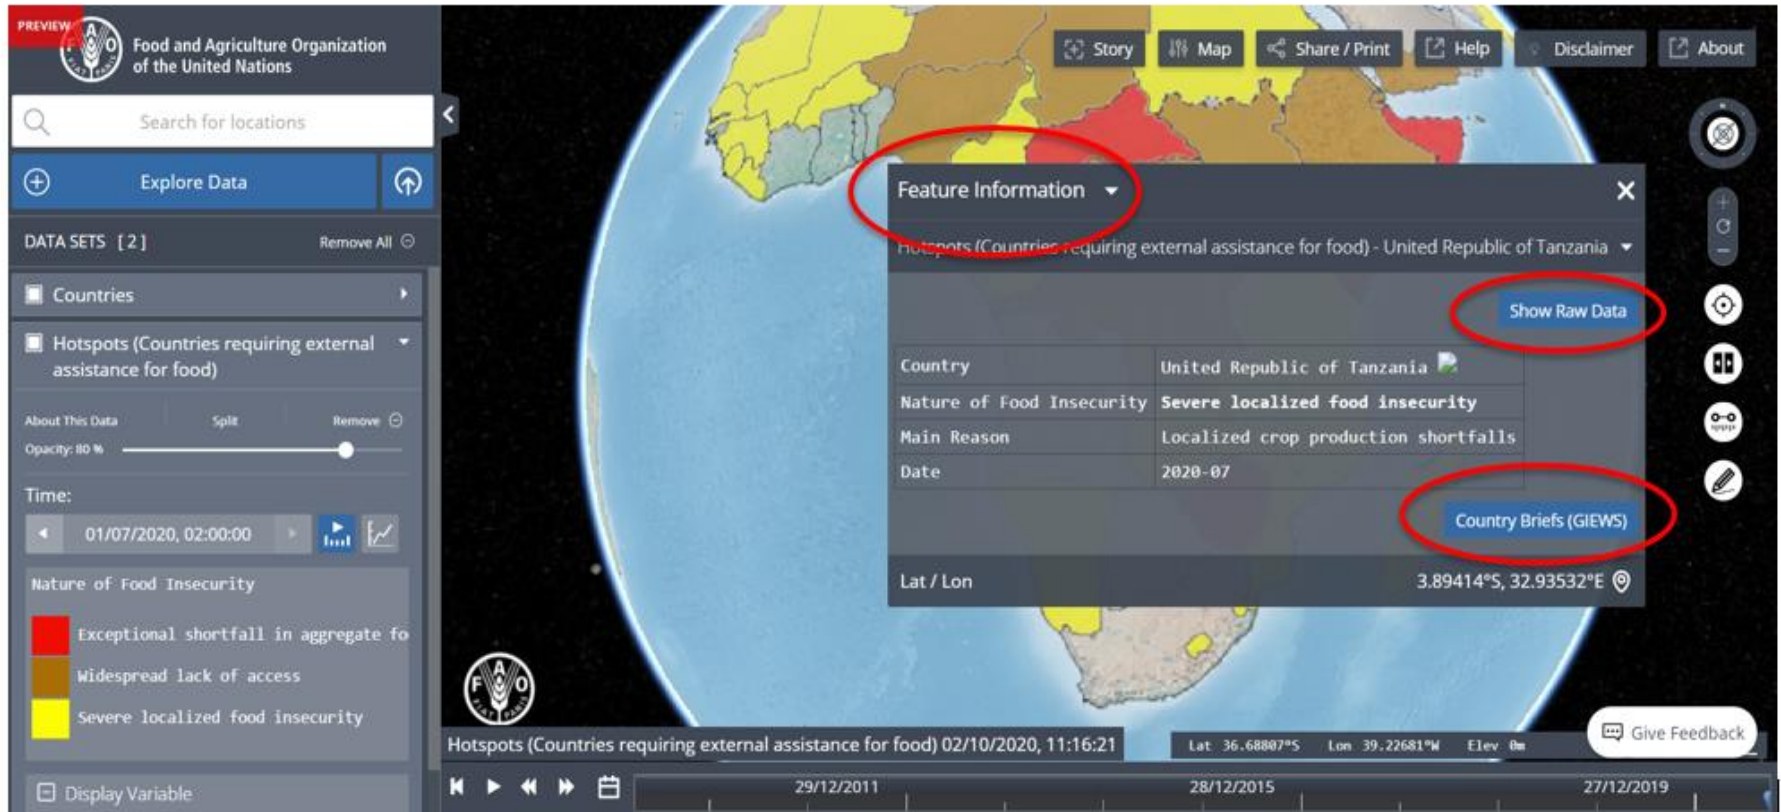 PREVIEW
Food and Agriculture Organization
of the United Nations
Search for locations
Explore Data
DATA SETS [2]
Remove All
Countries
Hotspots (Countries requiring external
assistance for food)
About This Data
Split
Remove
Opacity: 80 %
Time:
01/07/2020, 02:00:00
Nature of Food Insecurity
Exceptional shortfall in aggregate fo
Widespread lack of access
Severe localized food insecurity
Display Variable
Story
Map
Share / Print
Help
Disclaimer
About
Feature Information
Hotspots (Countries requiring external assistance for food) - United Republic of Tanzania
Show Raw Data
Country United Republic of Tanzania
Nature of Food Insecurity Severe localized food insecurity
Main Reason Localized crop production shortfalls
Date 2020-07
Country Briefs (GIEWS)
Lat / Lon 3.89414°S, 32.93532°E
FAO
FIAT PANIS
Give Feedback
Hotspots (Countries requiring external assistance for food) 02/10/2020, 11:16:21
Lat 36.68807°S Lon 39.22681°W Elev 0m
29/12/2011
28/12/2015
27/12/2019